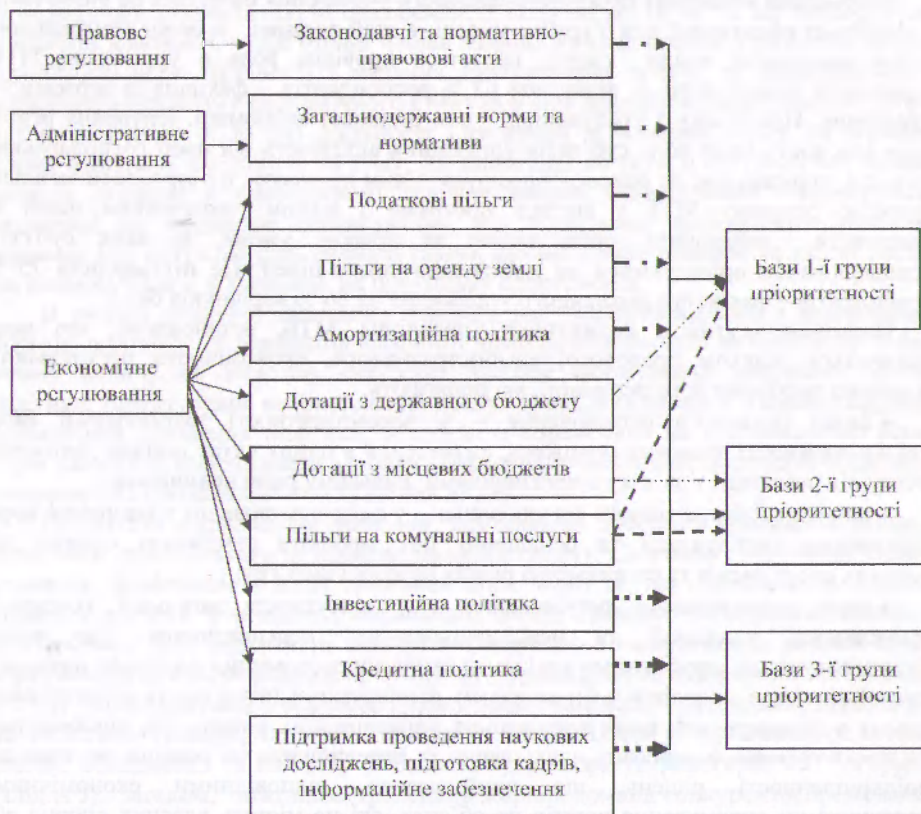 Правово
регулювання
Адміністративне
регулювання
Економічне
регулювання
Законодавчі та нормативно-
правовові акти
Загальнодержавні норми та
нормативи
Податкові пільги
Пільги на оренду землі
Амортизаційна політика
Дотації з державного бюджету
Дотації з місцевих бюджетів
Пільги на комунальні послуги
Інвестиційна політика
Кредитна політика
Підтримка проведення наукових
досліджень, підготовка кадрів,
інформаційне забезпечення
Бази 1-ї групи
пріоритетності
Бази 2-ї групи
пріоритетності
Бази 3-ї групи
пріоритетності